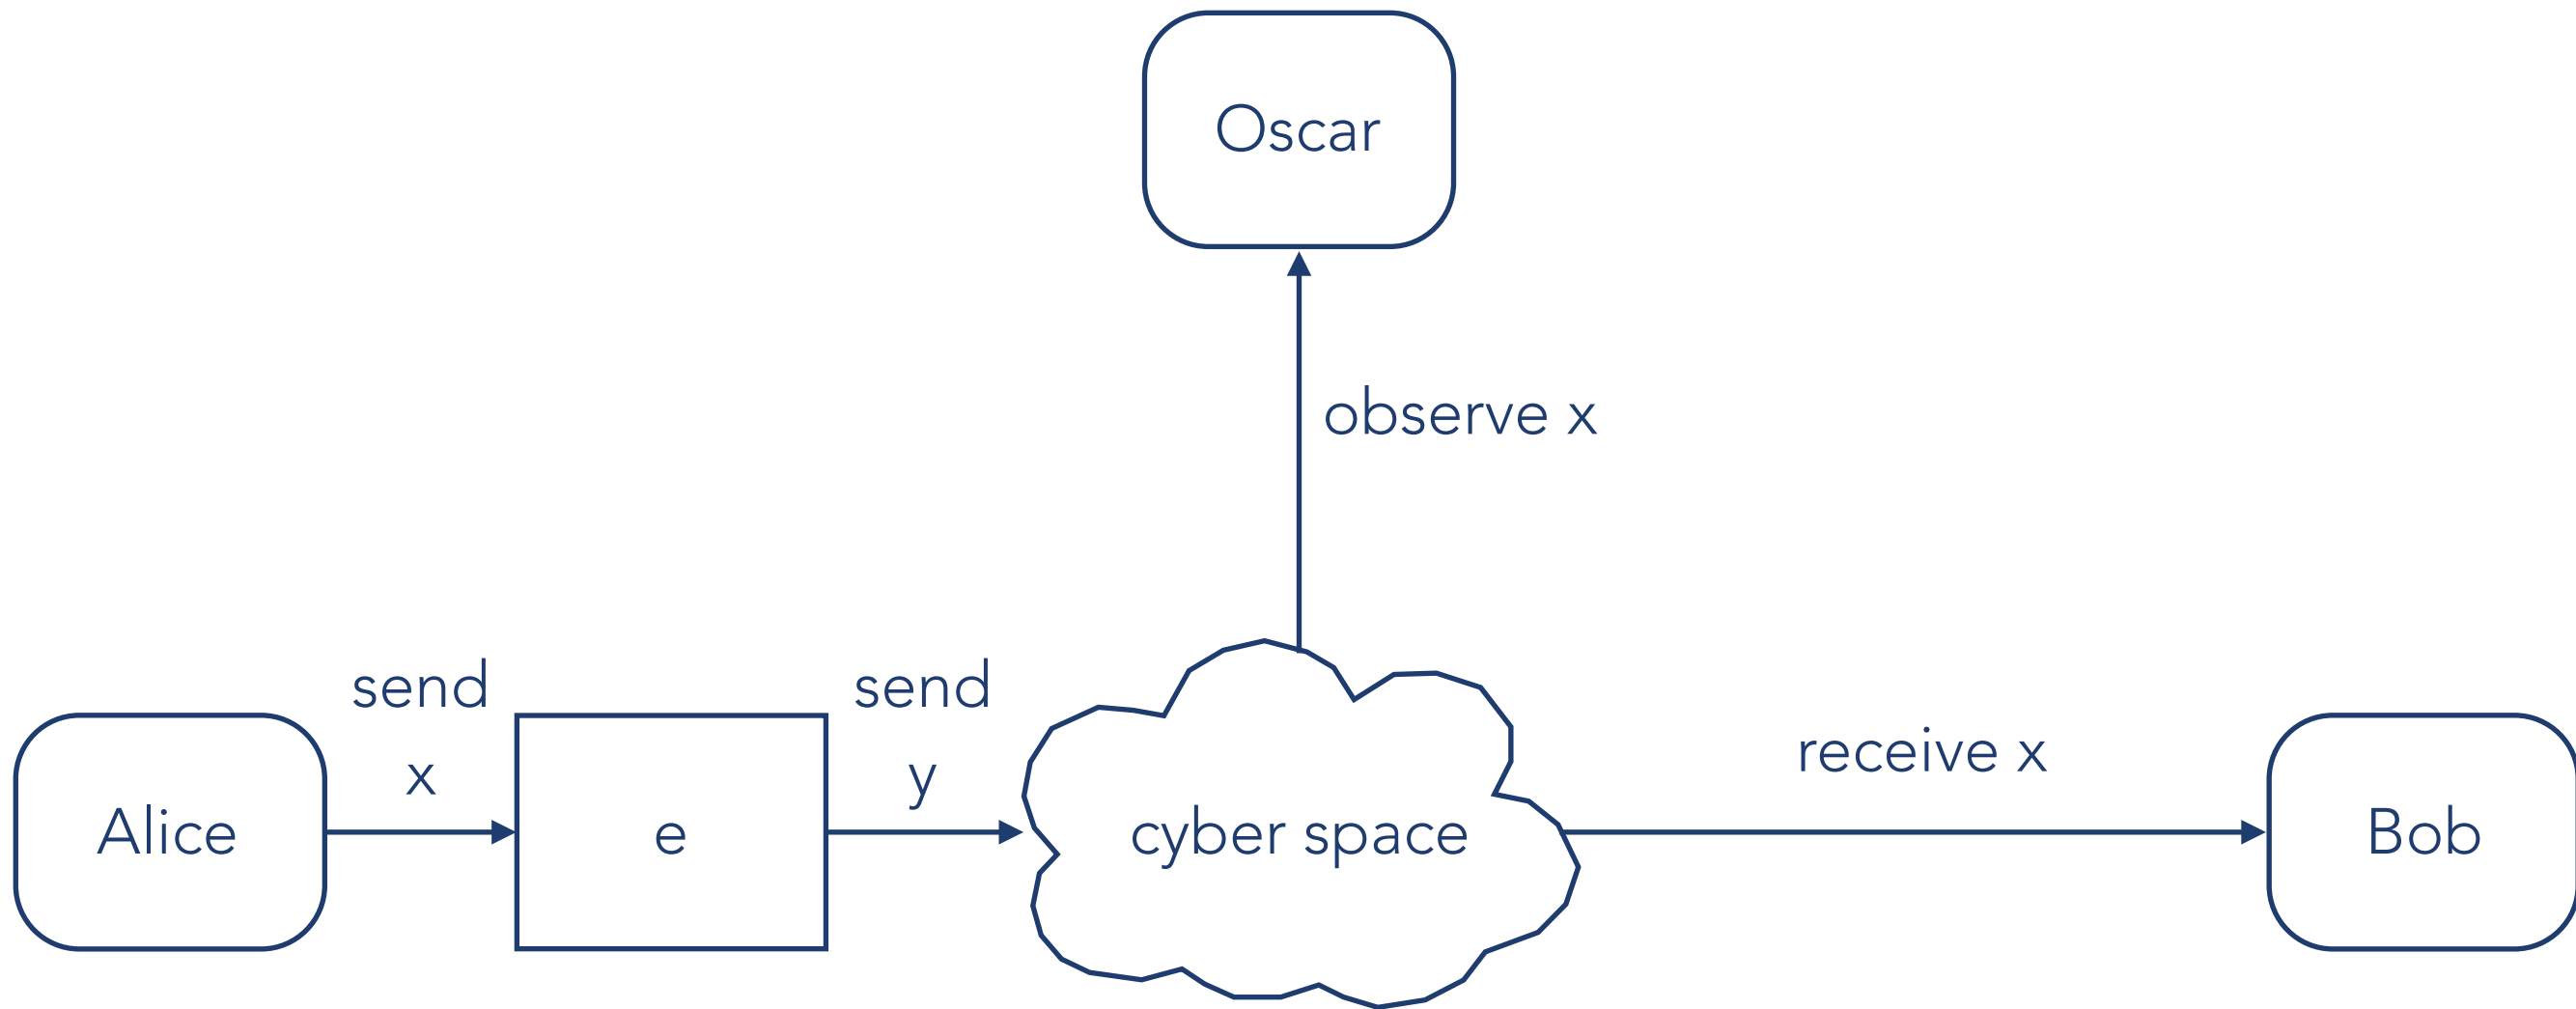 Oscar
observe x
send
x
send
y
receive x
Alice
e
cyber space
Bob